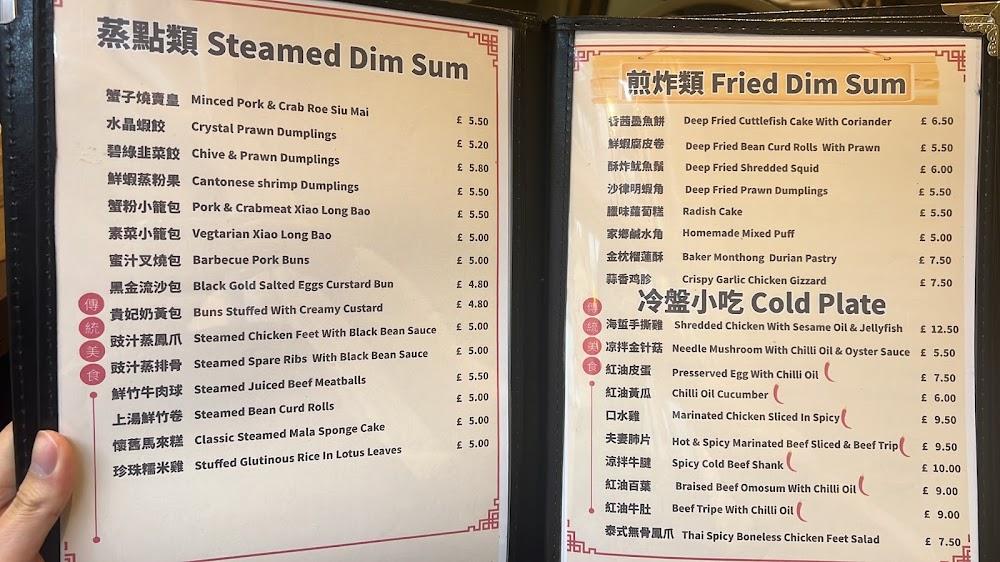 蒸點類 Steamed Dim Sum
蟹子燒賣皇 Minced Pork & Crab Roe Siu Mai £ 5.50
水晶蝦餃 Crystal Prawn Dumplings £ 5.20
碧綠韭菜餃 Chive & Prawn Dumplings £ 5.80
鮮蝦蒸粉果 Cantonese shrimp Dumplings £ 5.50
蟹粉小籠包 Pork & Crabmeat Xiao Long Bao £ 5.50
素菜小籠包 Vegtarian Xiao Long Bao £ 5.00
蜜汁叉燒包 Barbecue Pork Buns £ 5.00
黑金流沙包 Black Gold Salted Eggs Curstard Bun £ 4.80
貴妃奶黃包 Buns Stuffed With Creamy Custard £ 4.80
豉汁蒸鳳爪 Steamed Chicken Feet With Black Bean Sauce £ 5.00
豉汁蒸排骨 Steamed Spare Ribs With Black Bean Sauce £ 5.00
鮮竹牛肉球 Steamed Juiced Beef Meatballs £ 5.50
上湯鮮竹卷 Steamed Bean Curd Rolls £ 5.00
懷舊馬來糕 Classic Steamed Mala Sponge Cake £ 5.00
珍珠糯米雞 Stuffed Glutinous Rice In Lotus Leaves £ 5.00
傳統美食
煎炸類 Fried Dim Sum
香茜墨魚餅 Deep Fried Cuttlefish Cake With Coriander £ 6.50
鮮蝦腐皮卷 Deep Fried Bean Curd Rolls With Prawn £ 5.50
酥炸魷魚鬚 Deep Fried Shredded Squid £ 6.00
沙律明蝦角 Deep Fried Prawn Dumplings £ 5.50
臘味蘿蔔糕 Radish Cake £ 5.50
家鄉鹹水角 Homemade Mixed Puff £ 5.00
金枕榴蓮酥 Baker Monthong Durian Pastry £ 7.50
蒜香鸡胗 Crispy Garlic Chicken Gizzard £ 7.50
冷盤小吃 Cold Plate
海蜇手撕雞 Shredded Chicken With Sesame Oil & Jellyfish £ 12.50
凉拌金针菇 Needle Mushroom With Chilli Oil & Oyster Sauce £ 5.50
紅油皮蛋 Presserved Egg With Chilli Oil £ 7.50
紅油黃瓜 Chilli Oil Cucumber £ 6.00
口水雞 Marinated Chicken Sliced In Spicy £ 9.50
夫妻肺片 Hot & Spicy Marinated Beef Sliced & Beef Trip £ 9.50
涼拌牛腱 Spicy Cold Beef Shank £ 10.00
紅油百葉 Braised Beef Omosum With Chilli Oil £ 9.00
紅油牛肚 Beef Tripe With Chilli Oil £ 9.00
泰式無骨鳳爪 Thai Spicy Boneless Chicken Feet Salad £ 7.50
傳統美食